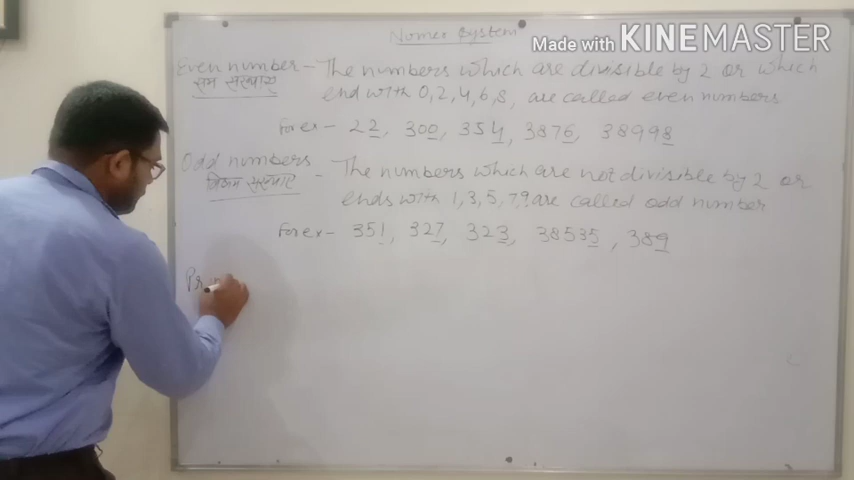 Numer System
Made with KINEMASTER
Even number - The numbers which are divisible by 2 or which
सम संख्याए end with 0, 2, 4, 6, 8, are called even numbers
For ex - 22, 300, 354, 3876, 38998
Odd numbers - The numbers which are not divisible by 2 or
विषम संख्याए ends with 1, 3, 5, 7, 9 are called odd number
For ex - 351, 327, 323, 38535, 389
Pr